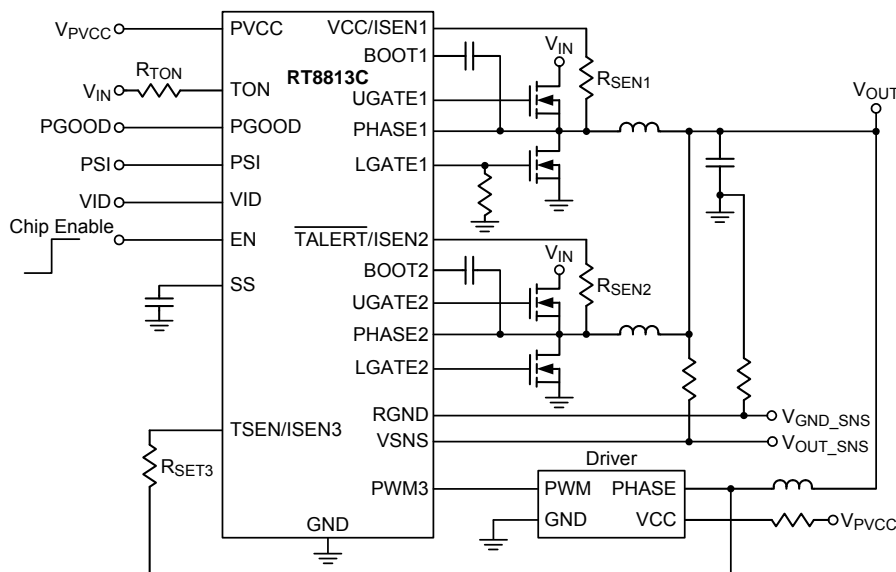 VPVCC
PVCC
VCC/ISEN1
BOOT1
VIN
RTON
RT8813C
RSEN1
VIN
TON
UGATE1
VOUT
PGOOD
PGOOD
PHASE1
PSI
PSI
LGATE1
VID
VID
Chip Enable
EN
TALERT/ISEN2
VIN
BOOT2
SS
RSEN2
UGATE2
PHASE2
LGATE2
RGND
VGND_SNS
TSEN/ISEN3
VSNS
VOUT_SNS
Driver
RSET3
PWM3
PWM
PHASE
GND
GND
VCC
VPVCC